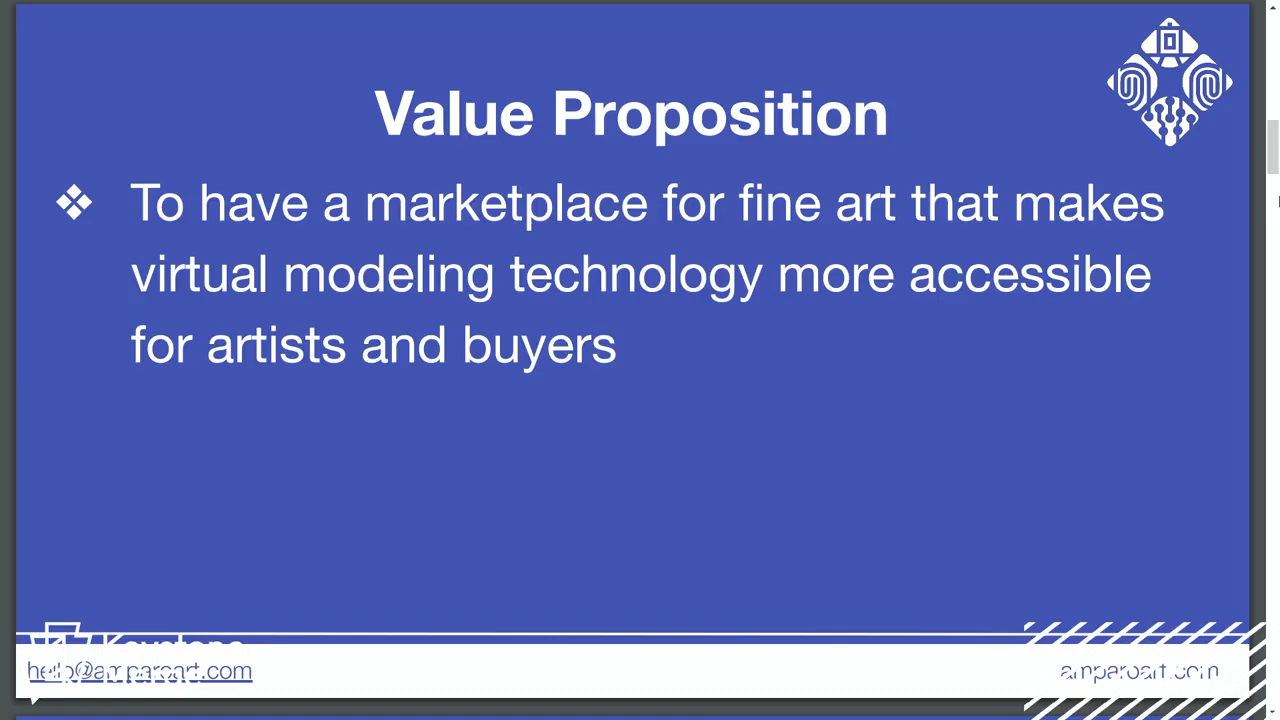 Value Proposition
❖ To have a marketplace for fine art that makes
virtual modeling technology more accessible
for artists and buyers
Keystone
hello@amparoart.com
amparoart.com